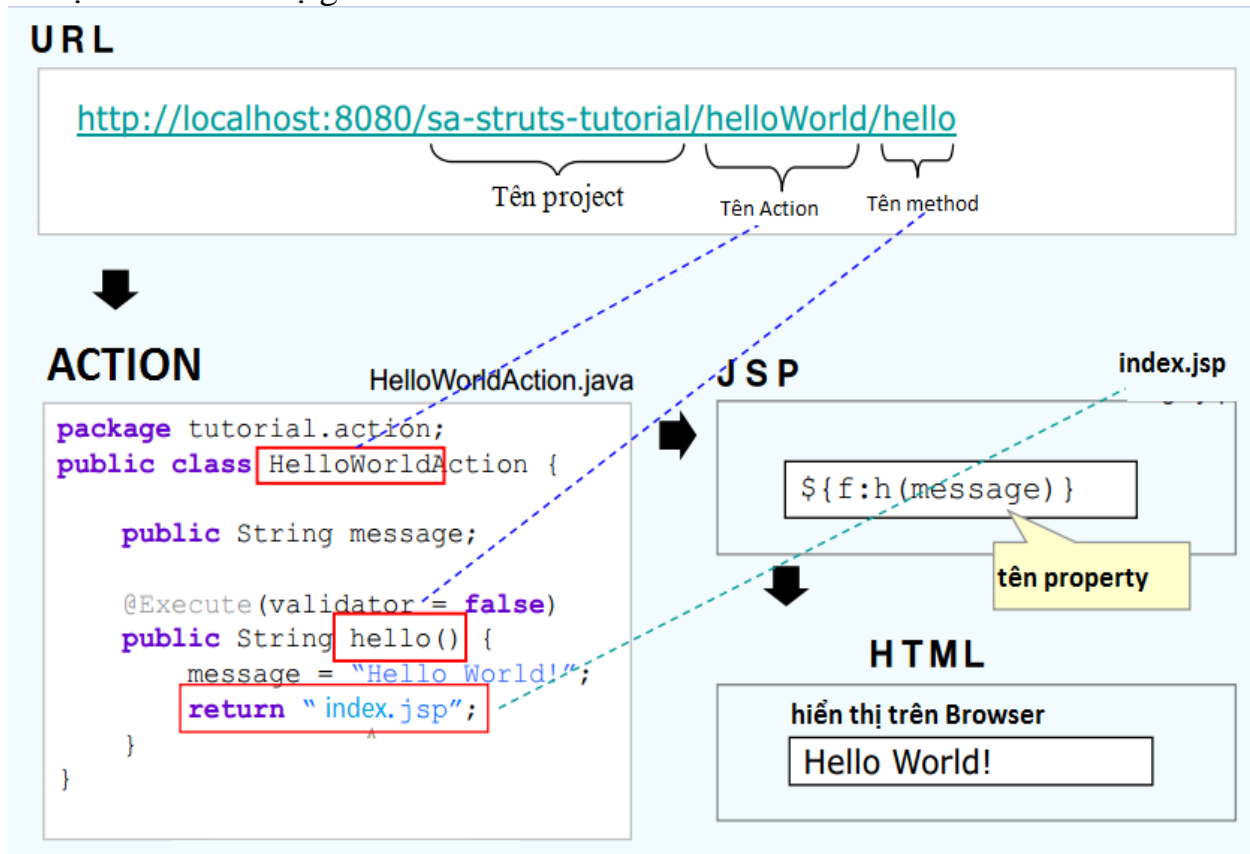 URL
http://localhost:8080/sa-struts-tutorial/helloWorld/hello
Tên project
Tên Action
Tên method
ACTION
HelloWorldAction.java
package tutorial.action;
public class HelloWorldAction {
public String message;
@Execute(validator = false)
public String hello() {
message = "Hello World!";
return " index.jsp";
^
}
}
JSP
index.jsp
${f:h(message)}
tên property
HTML
hiển thị trên Browser
Hello World!